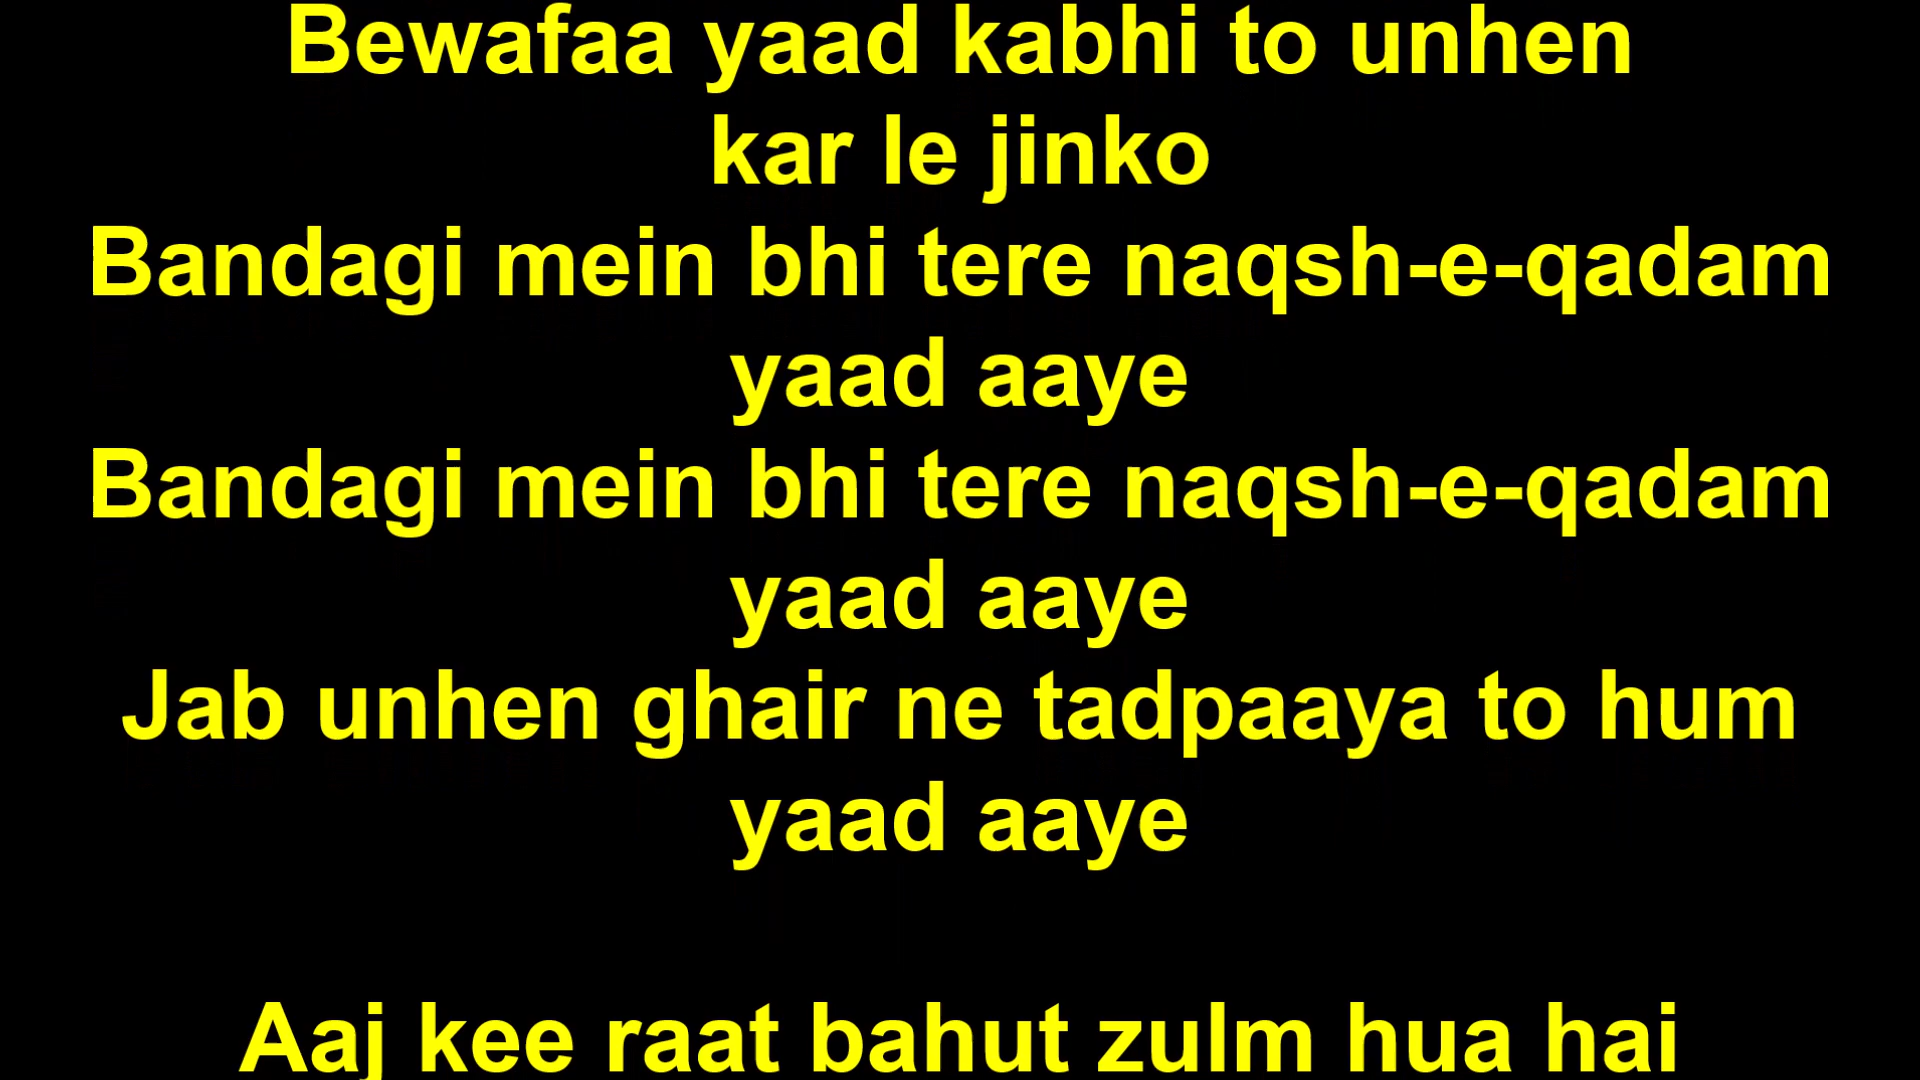 Bewafaa yaad kabhi to unhen
kar le jinko
Bandagi mein bhi tere naqsh-e-qadam
yaad aaye
Bandagi mein bhi tere naqsh-e-qadam
yaad aaye
Jab unhen ghair ne tadpaaya to hum
yaad aaye
Aaj kee raat bahut zulm hua hai